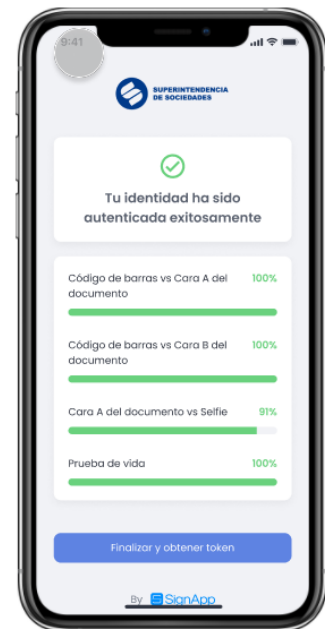 9:41
SUPERINTENDENCIA
DE SOCIEDADES
Tu identidad ha sido
autenticada exitosamente
Código de barras vs Cara A del 100%
documento
Código de barras vs Cara B del 100%
documento
Cara A del documento vs Selfie 91%
Prueba de vida 100%
Finalizar y obtener token
By SignApp